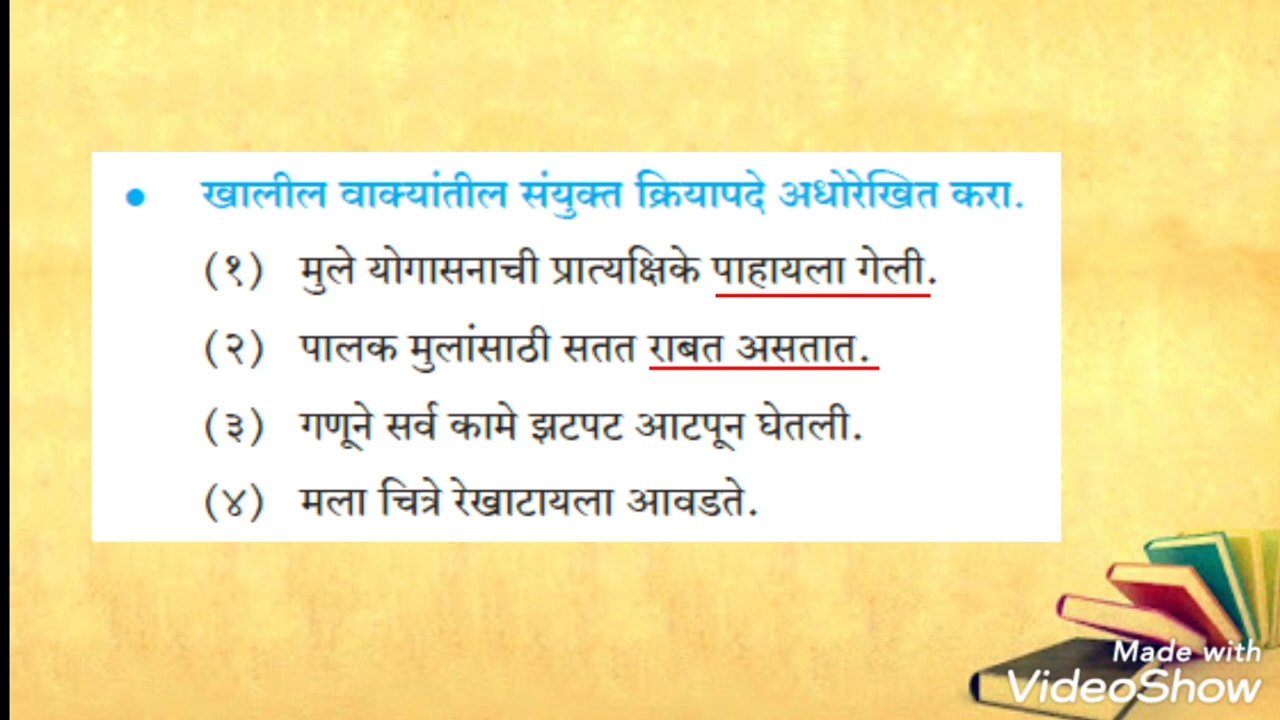 • खालील वाक्यांतील संयुक्त क्रियापदे अधोरेखित करा.
(१) मुले योगासनाची प्रात्यक्षिके पाहायला गेली.
(२) पालक मुलांसाठी सतत राबत असतात.
(३) गणूने सर्व कामे झटपट आटपून घेतली.
(४) मला चित्रे रेखाटायला आवडते.
Made with
VideoShow